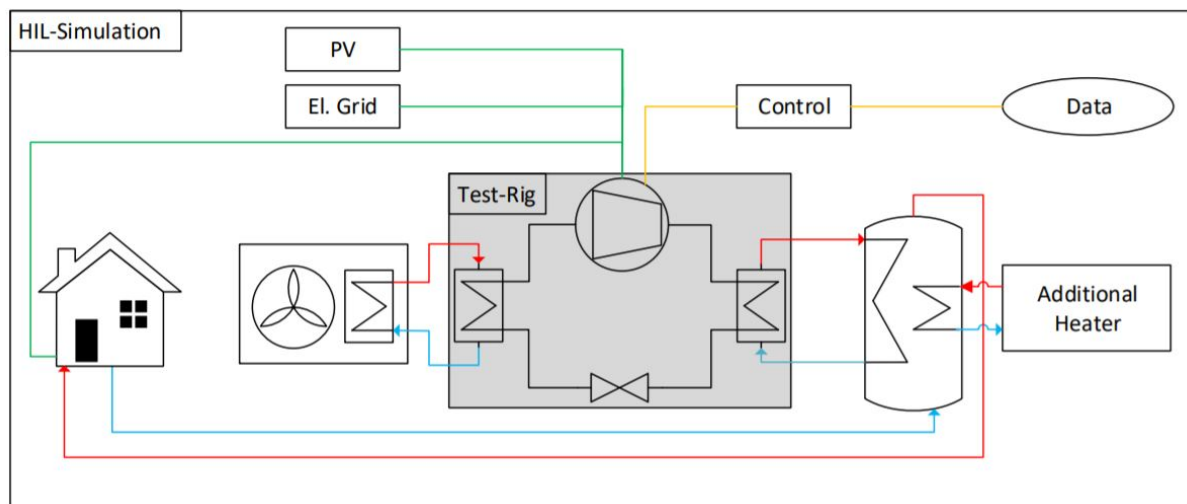 HIL-Simulation
PV
El. Grid
Control
Data
Test-Rig
Additional
Heater